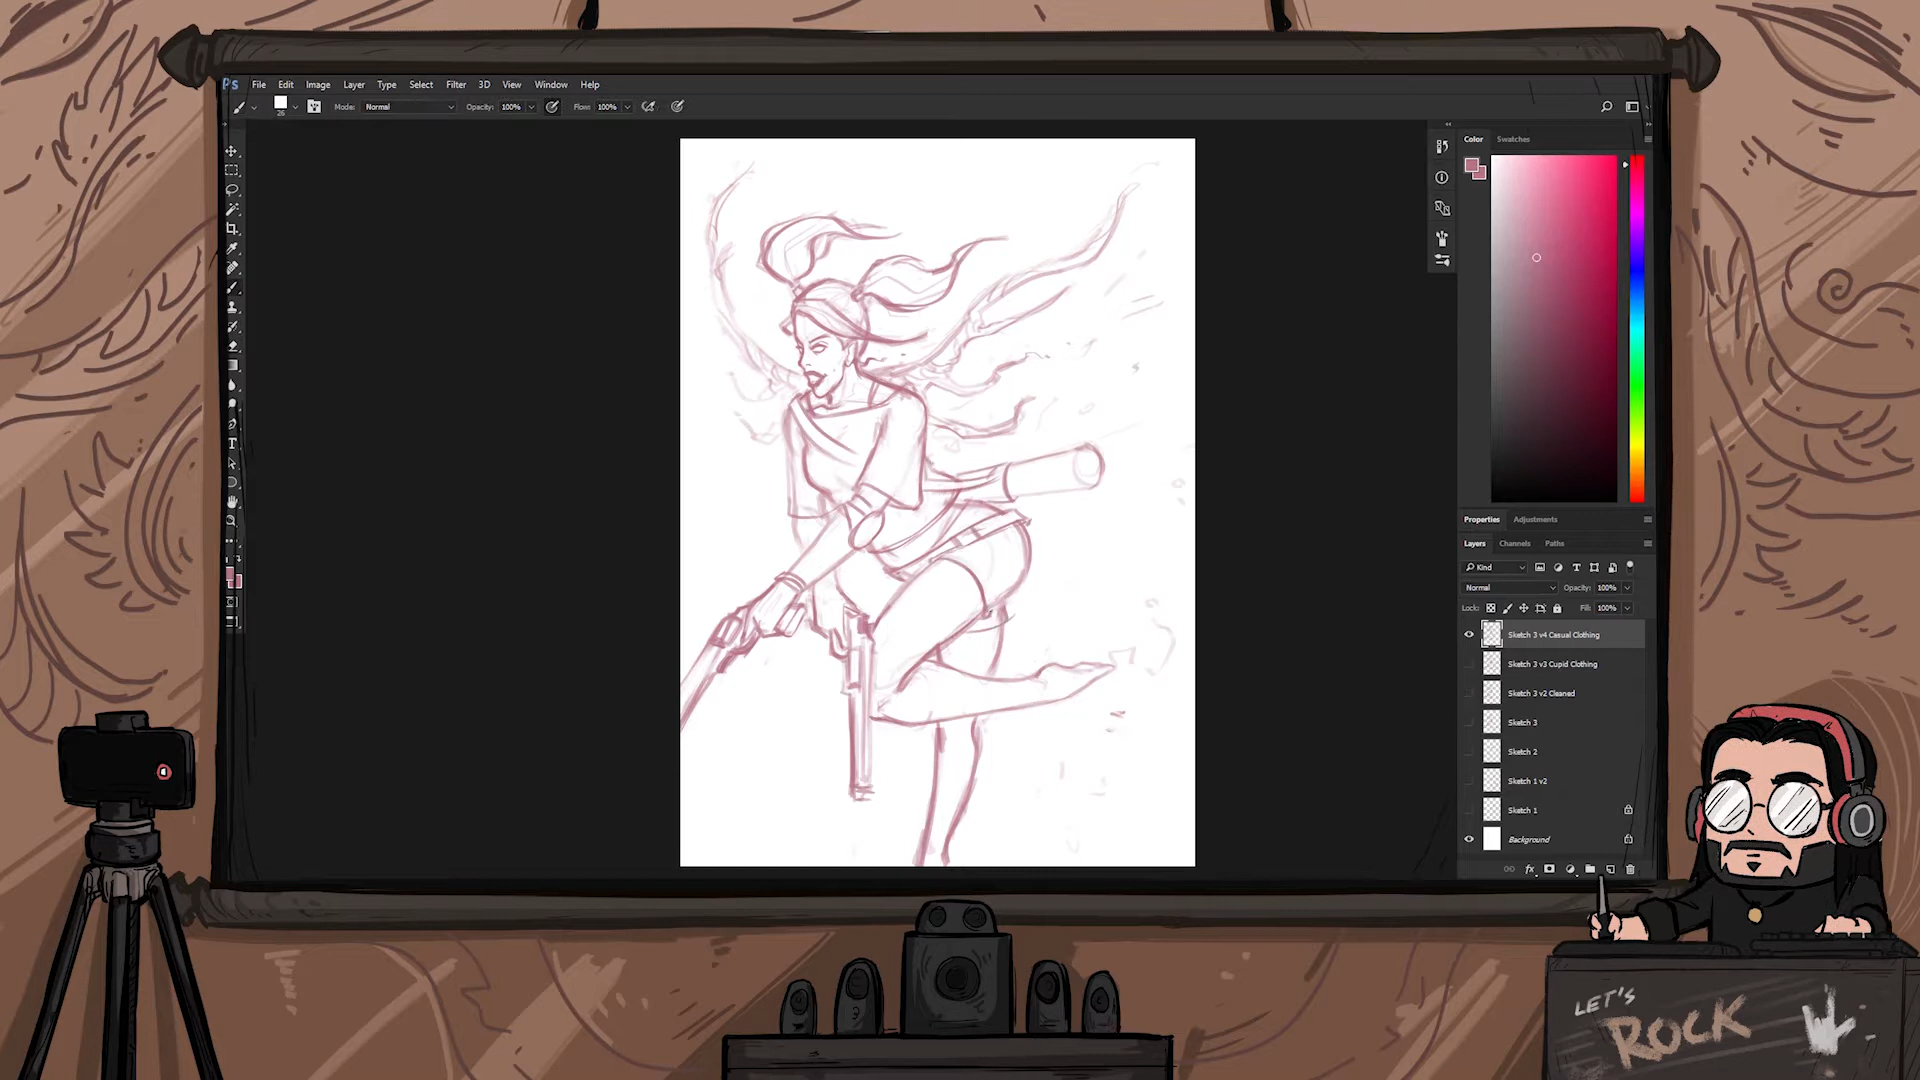 Ps File Edit Image Layer Type Select Filter 3D View Window Help
26 Mode: Normal Opacity: 100% Flow: 100%
Color Swatches
Properties Adjustments
Layers Channels Paths
Kind
Normal Opacity: 100%
Lock: Fill: 100%
Sketch 3 v4 Casual Clothing
Sketch 3 v3 Cupid Clothing
Sketch 3 v2 Cleaned
Sketch 3
Sketch 2
Sketch 1 v2
Sketch 1
Background
fx
LET'S
ROCK